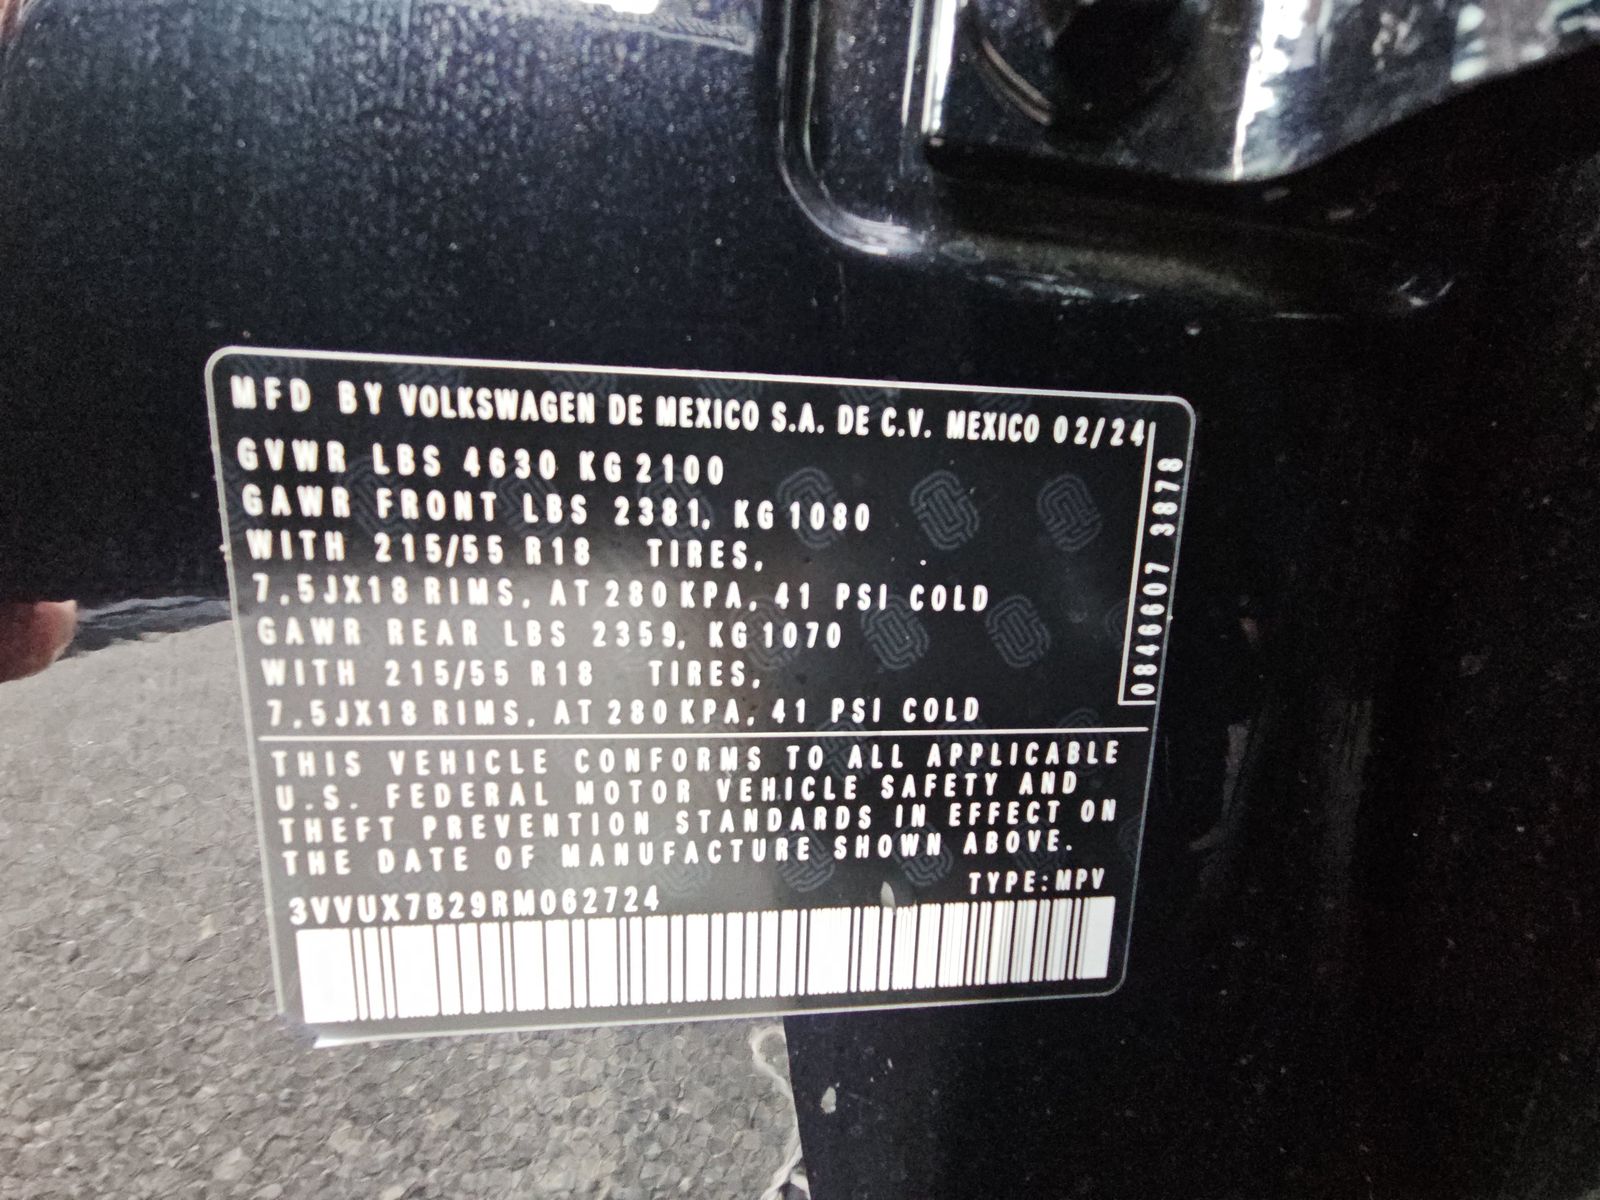 MFD BY VOLKSWAGEN DE MEXICO S.A. DE C.V. MEXICO 02/24
GVWR LBS 4630 KG 2100
GAWR FRONT LBS 2381, KG 1080
WITH 215/55 R18 TIRES,
7,5JX18 RIMS, AT 280 KPA, 41 PSI COLD
GAWR REAR LBS 2359, KG 1070
WITH 215/55 R18 TIRES,
7,5JX18 RIMS, AT 280 KPA, 41 PSI COLD
0846607 3878
THIS VEHICLE CONFORMS TO ALL APPLICABLE
U.S. FEDERAL MOTOR VEHICLE SAFETY AND
THEFT PREVENTION STANDARDS IN EFFECT ON
THE DATE OF MANUFACTURE SHOWN ABOVE.
3VVUX7B29RM062724 TYPE:MPV